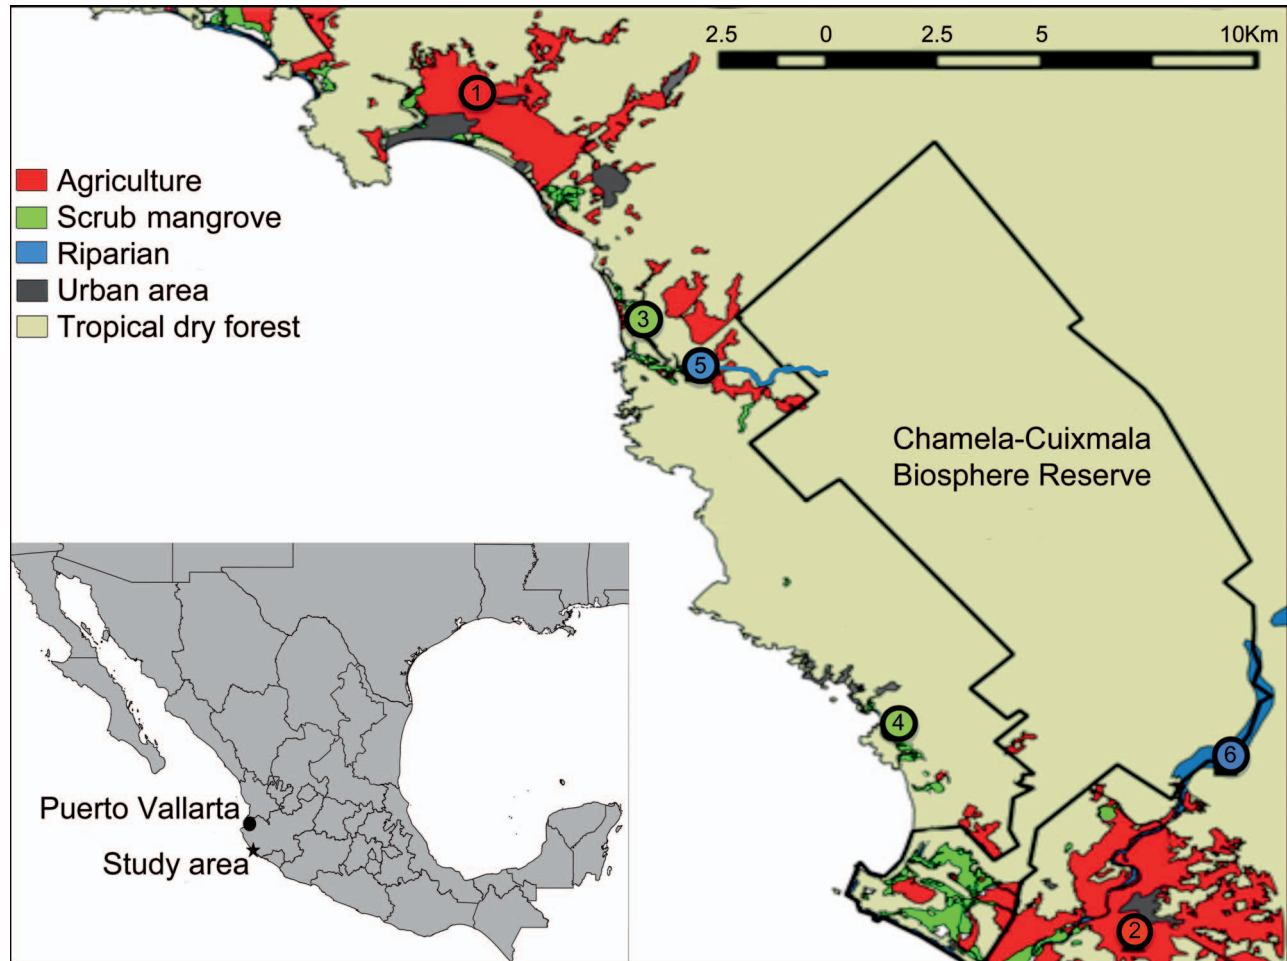 2.5 0 2.5 5 10Km
1
Agriculture
Scrub mangrove
Riparian
Urban area
Tropical dry forest
3
5
Chamela-Cuixmala
Biosphere Reserve
4
6
Puerto Vallarta
Study area
2